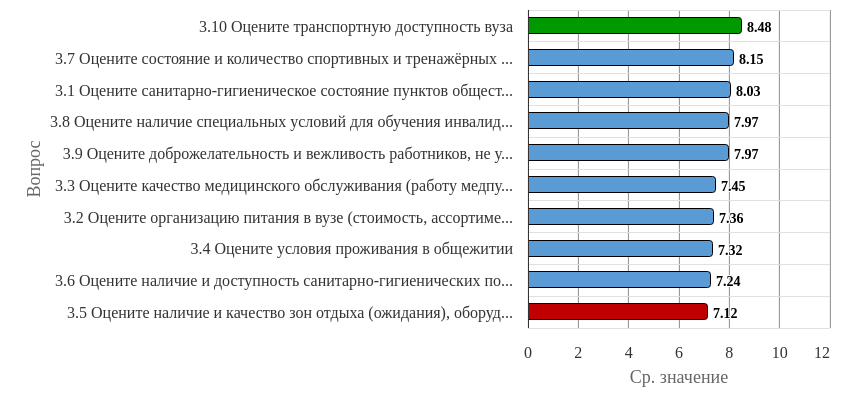 3.10 Оцените транспортную доступность вуза 8.48
3.7 Оцените состояние и количество спортивных и тренажёрных ... 8.15
3.1 Оцените санитарно-гигиеническое состояние пунктов общест... 8.03
3.8 Оцените наличие специальных условий для обучения инвалид... 7.97
3.9 Оцените доброжелательность и вежливость работников, не у... 7.97
3.3 Оцените качество медицинского обслуживания (работу медпу... 7.45
3.2 Оцените организацию питания в вузе (стоимость, ассортиме... 7.36
3.4 Оцените условия проживания в общежитии 7.32
3.6 Оцените наличие и доступность санитарно-гигиенических по... 7.24
3.5 Оцените наличие и качество зон отдыха (ожидания), оборуд... 7.12
Вопрос
0 2 4 6 8 10 12
Ср. значение